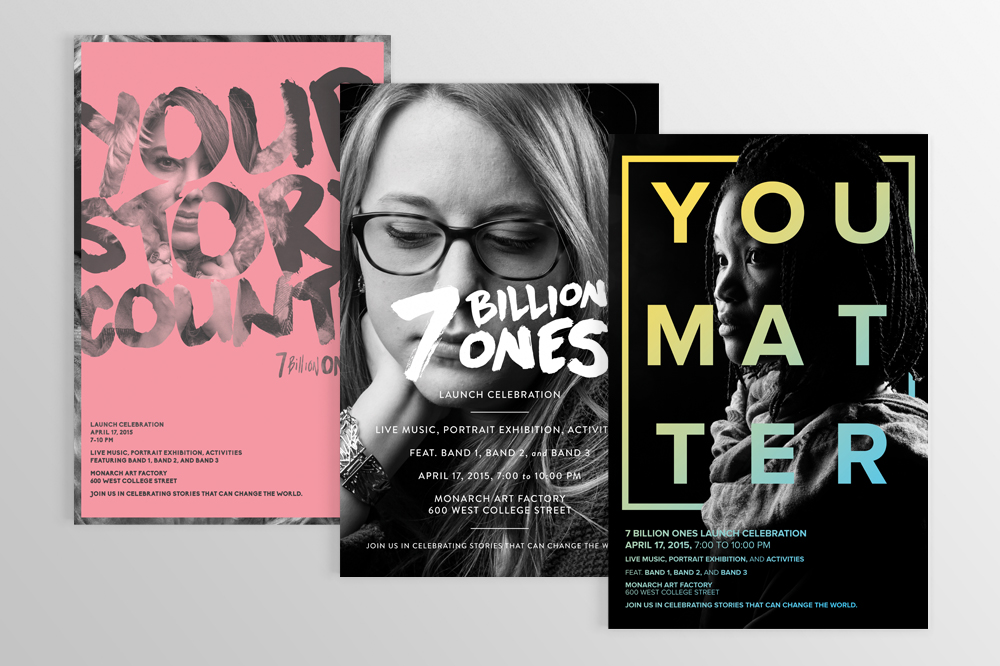 YOUR
STORY
COUNT
7 BILLION ON
LAUNCH CELEBRATION
APRIL 17, 2015
7-10 PM
LIVE MUSIC, PORTRAIT EXHIBITION, ACTIVITIES
FEATURING BAND 1, BAND 2, AND BAND 3
MONARCH ART FACTORY
600 WEST COLLEGE STREET
JOIN US IN CELEBRATING STORIES THAT CAN CHANGE THE WORLD.
7 BILLION
ONES
LAUNCH CELEBRATION
LIVE MUSIC, PORTRAIT EXHIBITION, ACTIVIT
FEAT. BAND 1, BAND 2, and BAND 3
APRIL 17, 2015, 7:00 to 10:00 PM
MONARCH ART FACTORY
600 WEST COLLEGE STREET
JOIN US IN CELEBRATING STORIES THAT CAN CHANGE THE W
YOU
MAT
TER
7 BILLION ONES LAUNCH CELEBRATION
APRIL 17, 2015, 7:00 TO 10:00 PM
LIVE MUSIC, PORTRAIT EXHIBITION, AND ACTIVITIES
FEAT. BAND 1, BAND 2, AND BAND 3
MONARCH ART FACTORY
600 WEST COLLEGE STREET
JOIN US IN CELEBRATING STORIES THAT CAN CHANGE THE WORLD.